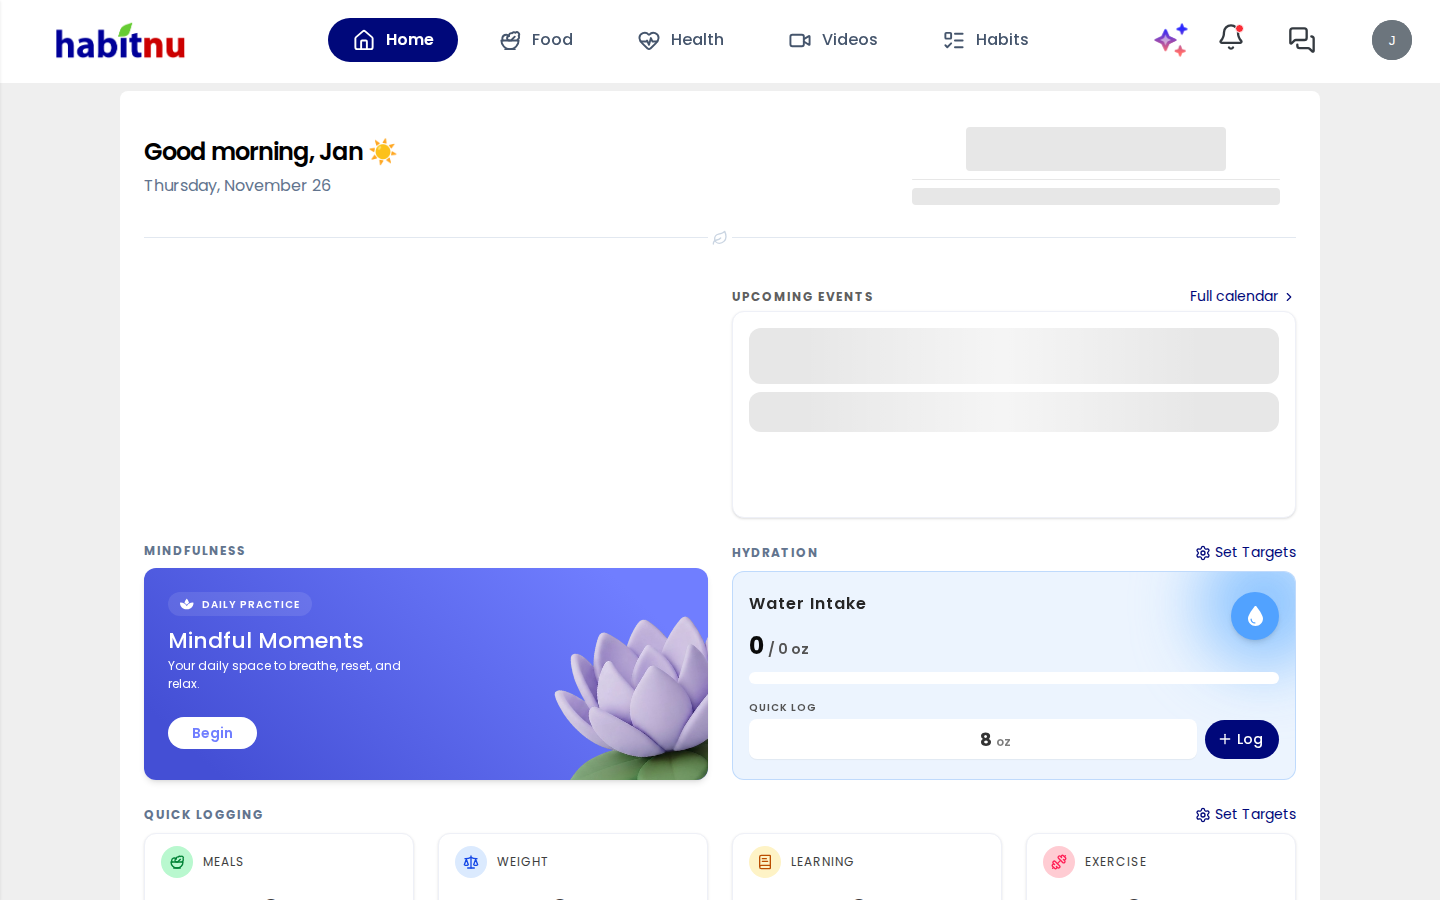 habitnu
Home
Food
Health
Videos
Habits
J
Good morning, Jan
Thursday, November 26
UPCOMING EVENTS
Full calendar
MINDFULNESS
DAILY PRACTICE
Mindful Moments
Your daily space to breathe, reset, and
relax.
Begin
HYDRATION
Set Targets
Water Intake
0 / 0 oz
QUICK LOG
8 oz
+ Log
QUICK LOGGING
Set Targets
MEALS
WEIGHT
LEARNING
EXERCISE